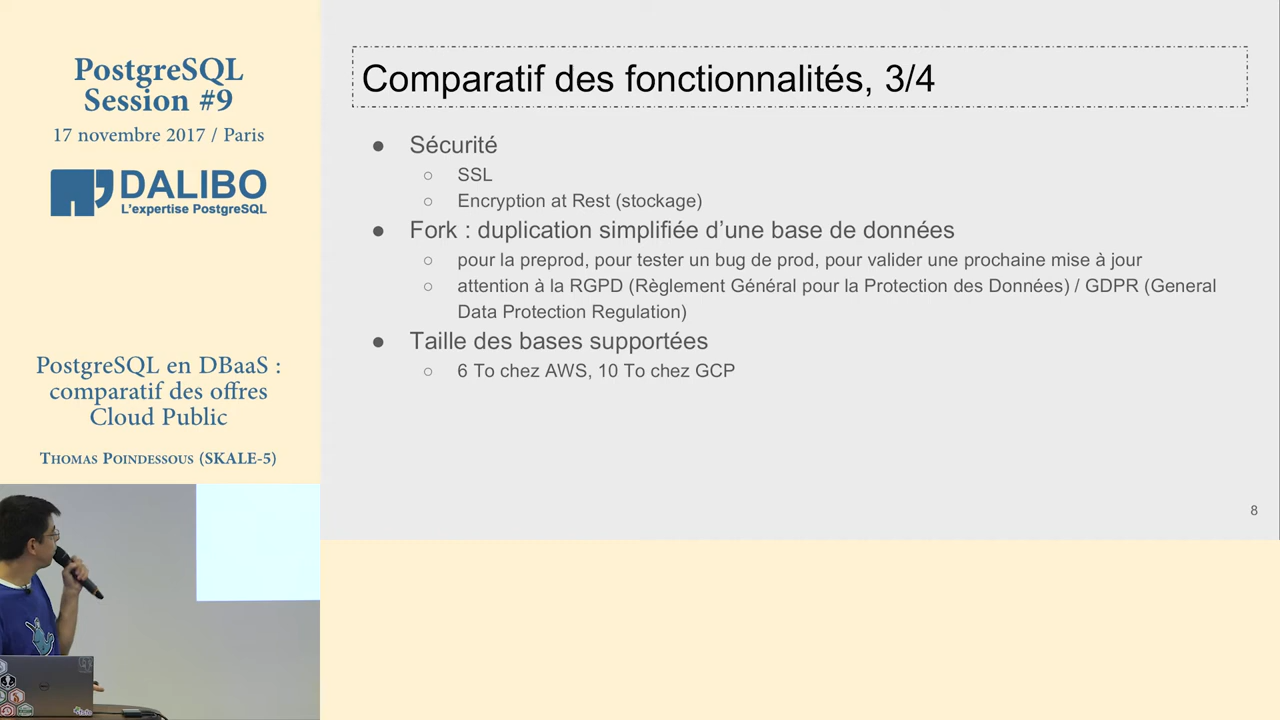 PostgreSQL
Session #9
17 novembre 2017 / Paris
DALIBO
L'expertise PostgreSQL
PostgreSQL en DBaaS :
comparatif des offres
Cloud Public
Thomas Poindessous (SKALE-5)
Comparatif des fonctionnalités, 3/4
● Sécurité
○ SSL
○ Encryption at Rest (stockage)
● Fork : duplication simplifiée d’une base de données
○ pour la preprod, pour tester un bug de prod, pour valider une prochaine mise à jour
○ attention à la RGPD (Règlement Général pour la Protection des Données) / GDPR (General
Data Protection Regulation)
● Taille des bases supportées
○ 6 To chez AWS, 10 To chez GCP
8